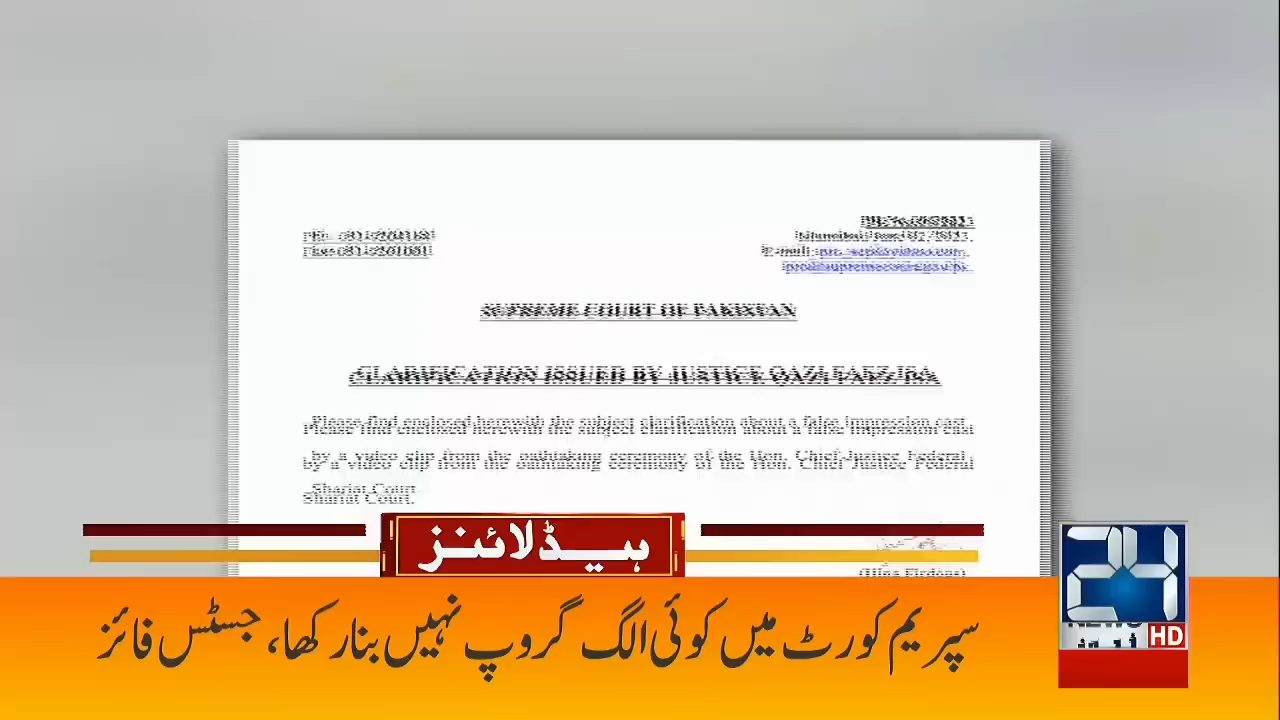 SUPREME COURT OF PAKISTAN
CLARIFICATION ISSUED BY JUSTICE QAZI FAEZ ISA
Please find enclosed herewith the subject clarification about a false impression cast
by a video clip from the oathtaking ceremony of the Hon. Chief Justice Federal
Shariat Court.
ہیڈلائنز
سپریم کورٹ میں کوئی الگ گروپ نہیں بنا رکھا، جسٹس فائز
24
NEWS
HD